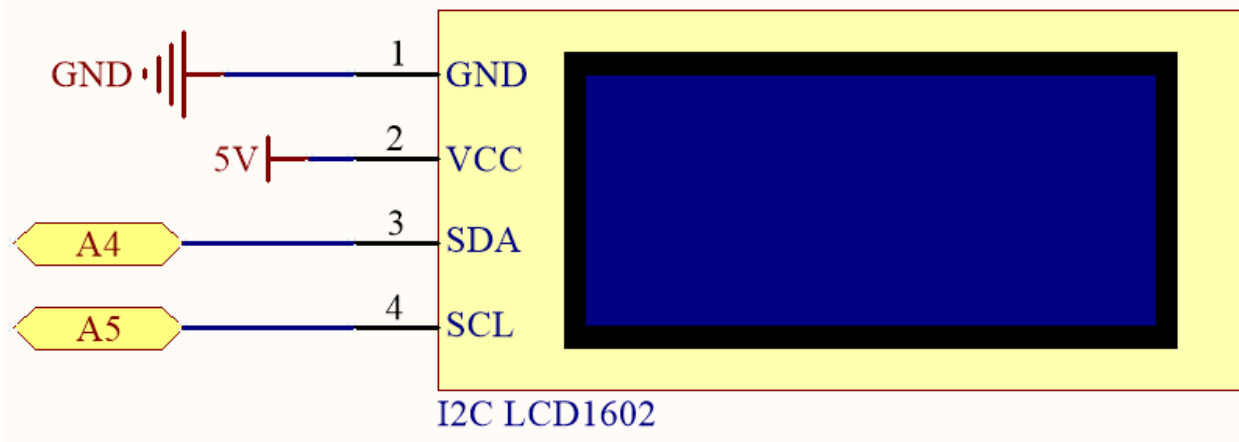 GND 1 GND
5V 2 VCC
A4 3 SDA
A5 4 SCL
I2C LCD1602